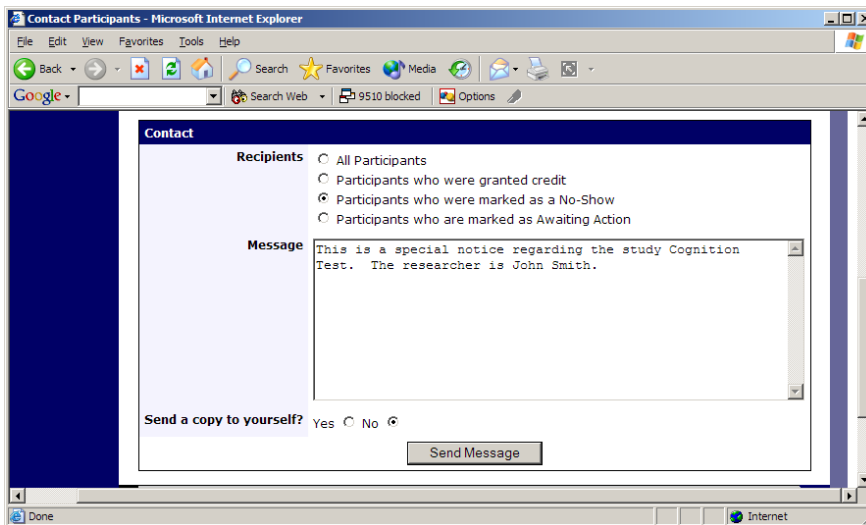 Contact Participants - Microsoft Internet Explorer
File Edit View Favorites Tools Help
Back Search Favorites Media
Google Search Web 9510 blocked Options
Contact
Recipients All Participants
Participants who were granted credit
Participants who were marked as a No-Show
Participants who are marked as Awaiting Action
Message This is a special notice regarding the study Cognition
Test. The researcher is John Smith.
Send a copy to yourself? Yes No
Send Message
Done Internet